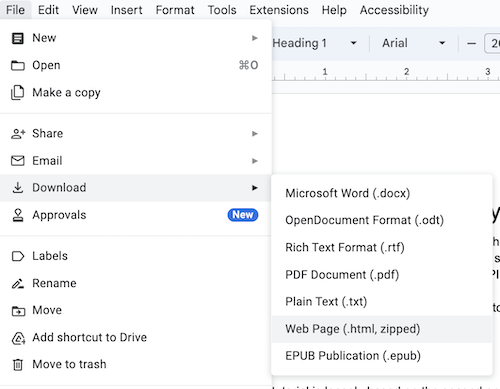 File Edit View Insert Format Tools Extensions Help Accessibility
Heading 1 Arial
1 2 3
New
Open ⌘O
Make a copy
Share
Email
Download
Approvals New
Labels
Rename
Move
Add shortcut to Drive
Move to trash
Microsoft Word (.docx)
OpenDocument Format (.odt)
Rich Text Format (.rtf)
PDF Document (.pdf)
Plain Text (.txt)
Web Page (.html, zipped)
EPUB Publication (.epub)